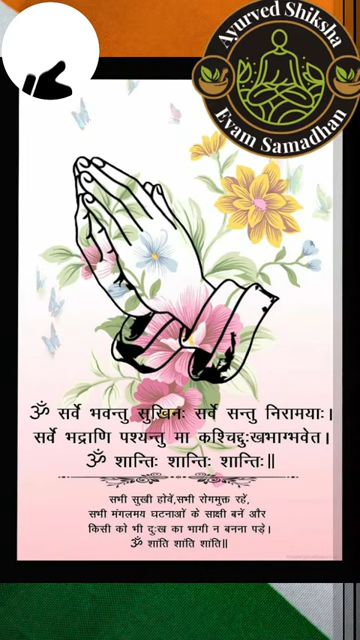 Ayurved Shiksha
Evam Samadhan
ॐ सर्वे भवन्तु सुखिनः सर्वे सन्तु निरामयाः।
सर्वे भद्राणि पश्यन्तु मा कश्चिद्दुःखभाग्भवेत।
ॐ शान्तिः शान्तिः शान्तिः॥
सभी सुखी होवें,सभी रोगमुक्त रहें,
सभी मंगलमय घटनाओं के साक्षी बनें और
किसी को भी दुःख का भागी न बनना पड़े।
ॐ शांति शांति शांति॥